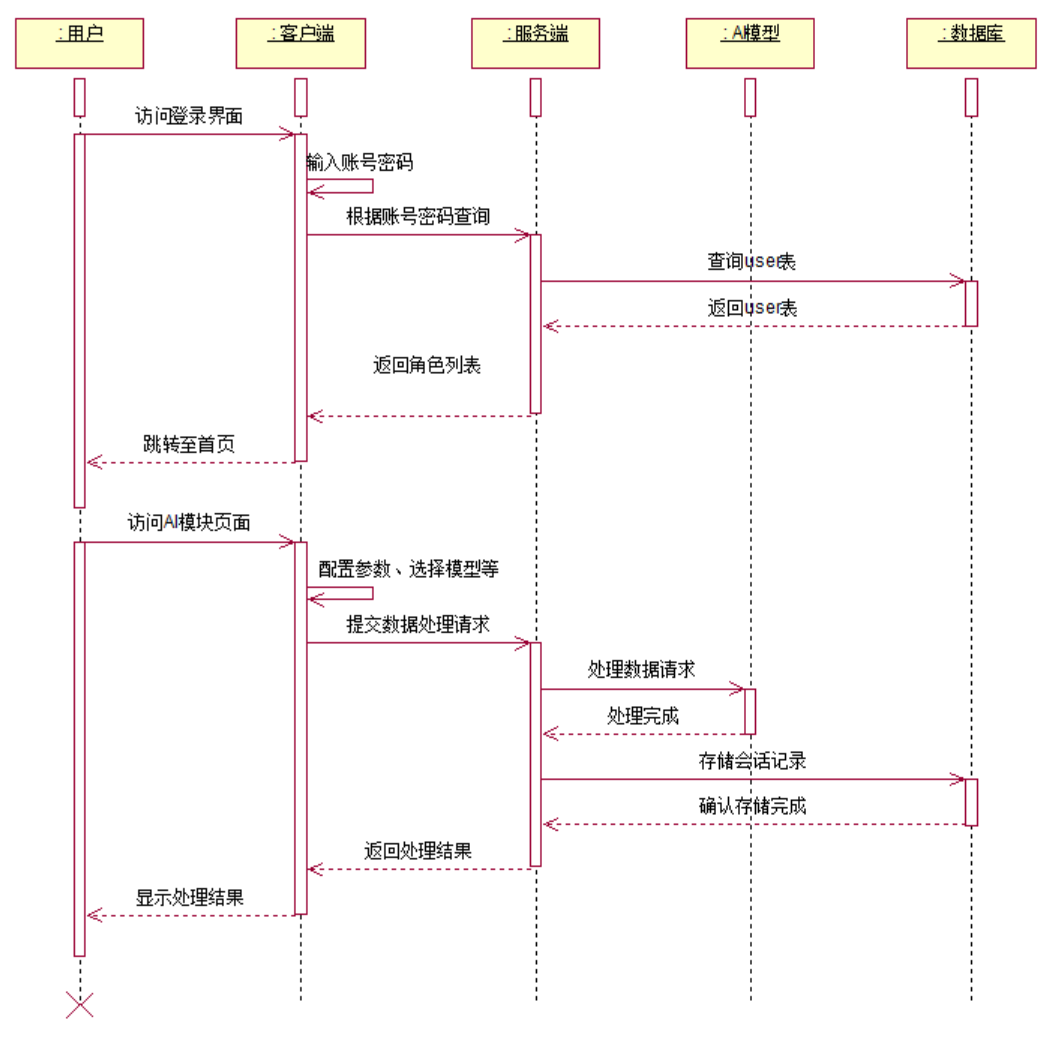 : 用户
: 客户端
: 服务端
: AI模型
: 数据库
访问登录界面
输入账号密码
根据账号密码查询
查询user表
返回user表
返回角色列表
跳转至首页
访问AI模块页面
配置参数、选择模型等
提交数据处理请求
处理数据请求
处理完成
存储会话记录
确认存储完成
返回处理结果
显示处理结果